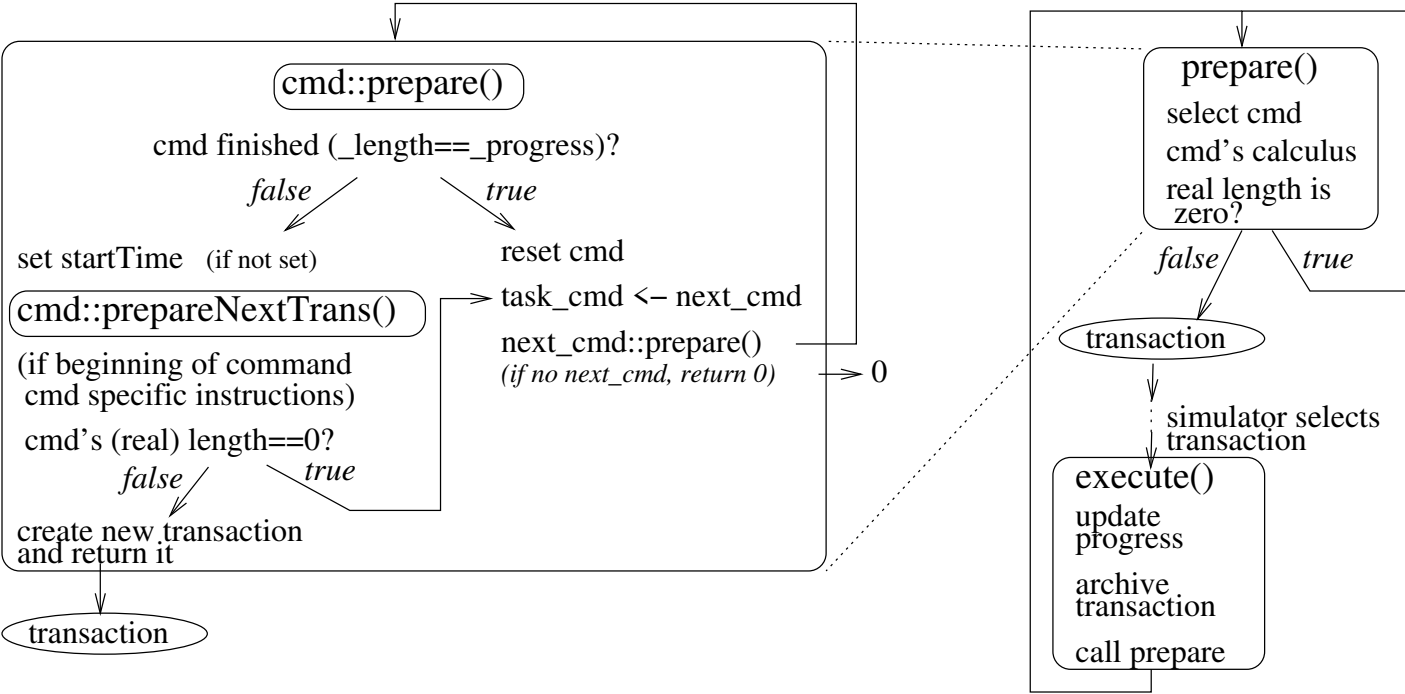 cmd::prepare()
cmd finished (_length==_progress)?
false
true
set startTime (if not set)
reset cmd
cmd::prepareNextTrans()
task_cmd <– next_cmd
next_cmd::prepare()
(if no next_cmd, return 0)
0
(if beginning of command
cmd specific instructions)
cmd's (real) length==0?
false
true
create new transaction
and return it
transaction
prepare()
select cmd
cmd's calculus
real length is
zero?
false
true
transaction
simulator selects
transaction
execute()
update
progress
archive
transaction
call prepare